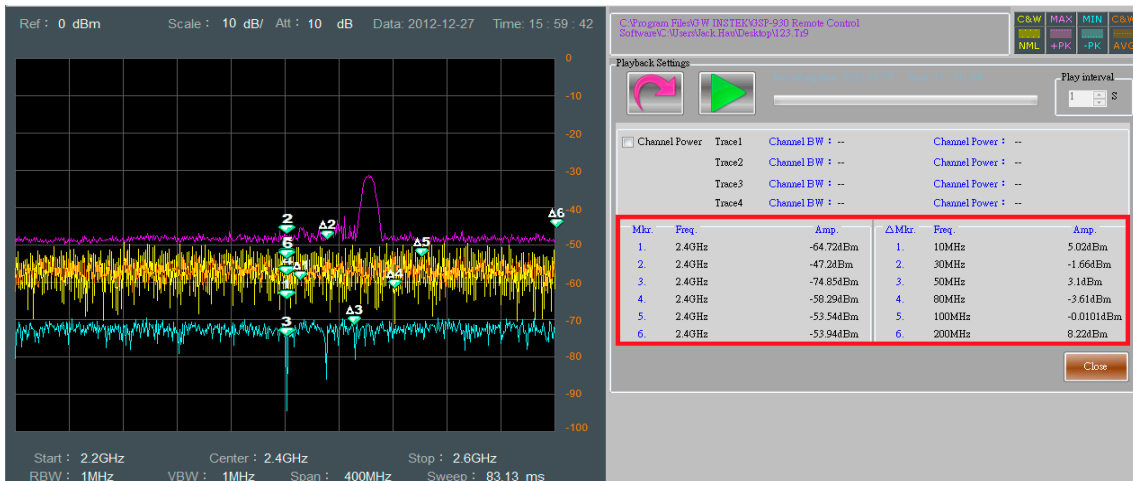 Ref : 0 dBm Scale : 10 dB/ Att : 10 dB Data: 2012-12-27 Time: 15 : 59 : 42
0
-10
-20
-30
-40
-50
-60
-70
-80
-90
-100
2
Δ2
Δ6
6
Δ5
Δ1
Δ4
1
Δ3
3
Start : 2.2GHz Center : 2.4GHz Stop : 2.6GHz
RBW : 1MHz VBW : 1MHz Span : 400MHz Sweep : 83.13 ms
C:\Program Files\G W INSTEK\GSP-930 Remote Control
Software\C:\Users\Jack.Hau\Desktop\123.Tr9
C&W MAX MIN C&W
NML +PK -PK AVG
Playback Settings
Play interval
1 S
Channel Power Trace1 Channel BW : -- Channel Power : --
Trace2 Channel BW : -- Channel Power : --
Trace3 Channel BW : -- Channel Power : --
Trace4 Channel BW : -- Channel Power : --
Mkr. Freq. Amp. ΔMkr. Freq. Amp.
1. 2.4GHz -64.72dBm 1. 10MHz 5.02dBm
2. 2.4GHz -47.2dBm 2. 30MHz -1.66dBm
3. 2.4GHz -74.85dBm 3. 50MHz 3.1dBm
4. 2.4GHz -58.29dBm 4. 80MHz -3.61dBm
5. 2.4GHz -53.54dBm 5. 100MHz -0.0101dBm
6. 2.4GHz -53.94dBm 6. 200MHz 8.22dBm
Close